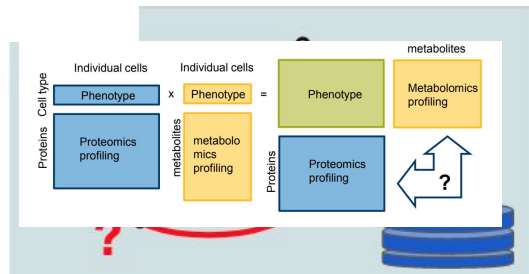 metabolites
Individual cells
Individual cells
Cell type
Phenotype
x
Phenotype
=
Phenotype
Metabolomics
profiling
Proteins
Proteomics
profiling
metabolites
metabolo
mics
profiling
Proteins
Proteomics
profiling
?
?